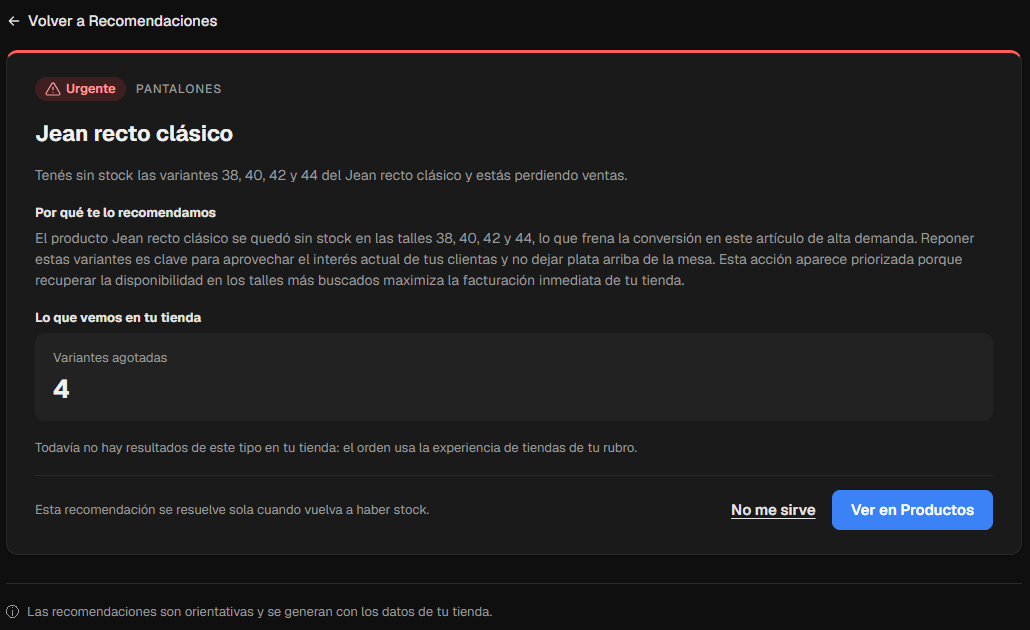 ← Volver a Recomendaciones
Urgente PANTALONES
Jean recto clásico
Tenés sin stock las variantes 38, 40, 42 y 44 del Jean recto clásico y estás perdiendo ventas.
Por qué te lo recomendamos
El producto Jean recto clásico se quedó sin stock en las talles 38, 40, 42 y 44, lo que frena la conversión en este artículo de alta demanda. Reponer
estas variantes es clave para aprovechar el interés actual de tus clientas y no dejar plata arriba de la mesa. Esta acción aparece priorizada porque
recuperar la disponibilidad en los talles más buscados maximiza la facturación inmediata de tu tienda.
Lo que vemos en tu tienda
Variantes agotadas
4
Todavía no hay resultados de este tipo en tu tienda: el orden usa la experiencia de tiendas de tu rubro.
Esta recomendación se resuelve sola cuando vuelva a haber stock.
No me sirve
Ver en Productos
Las recomendaciones son orientativas y se generan con los datos de tu tienda.